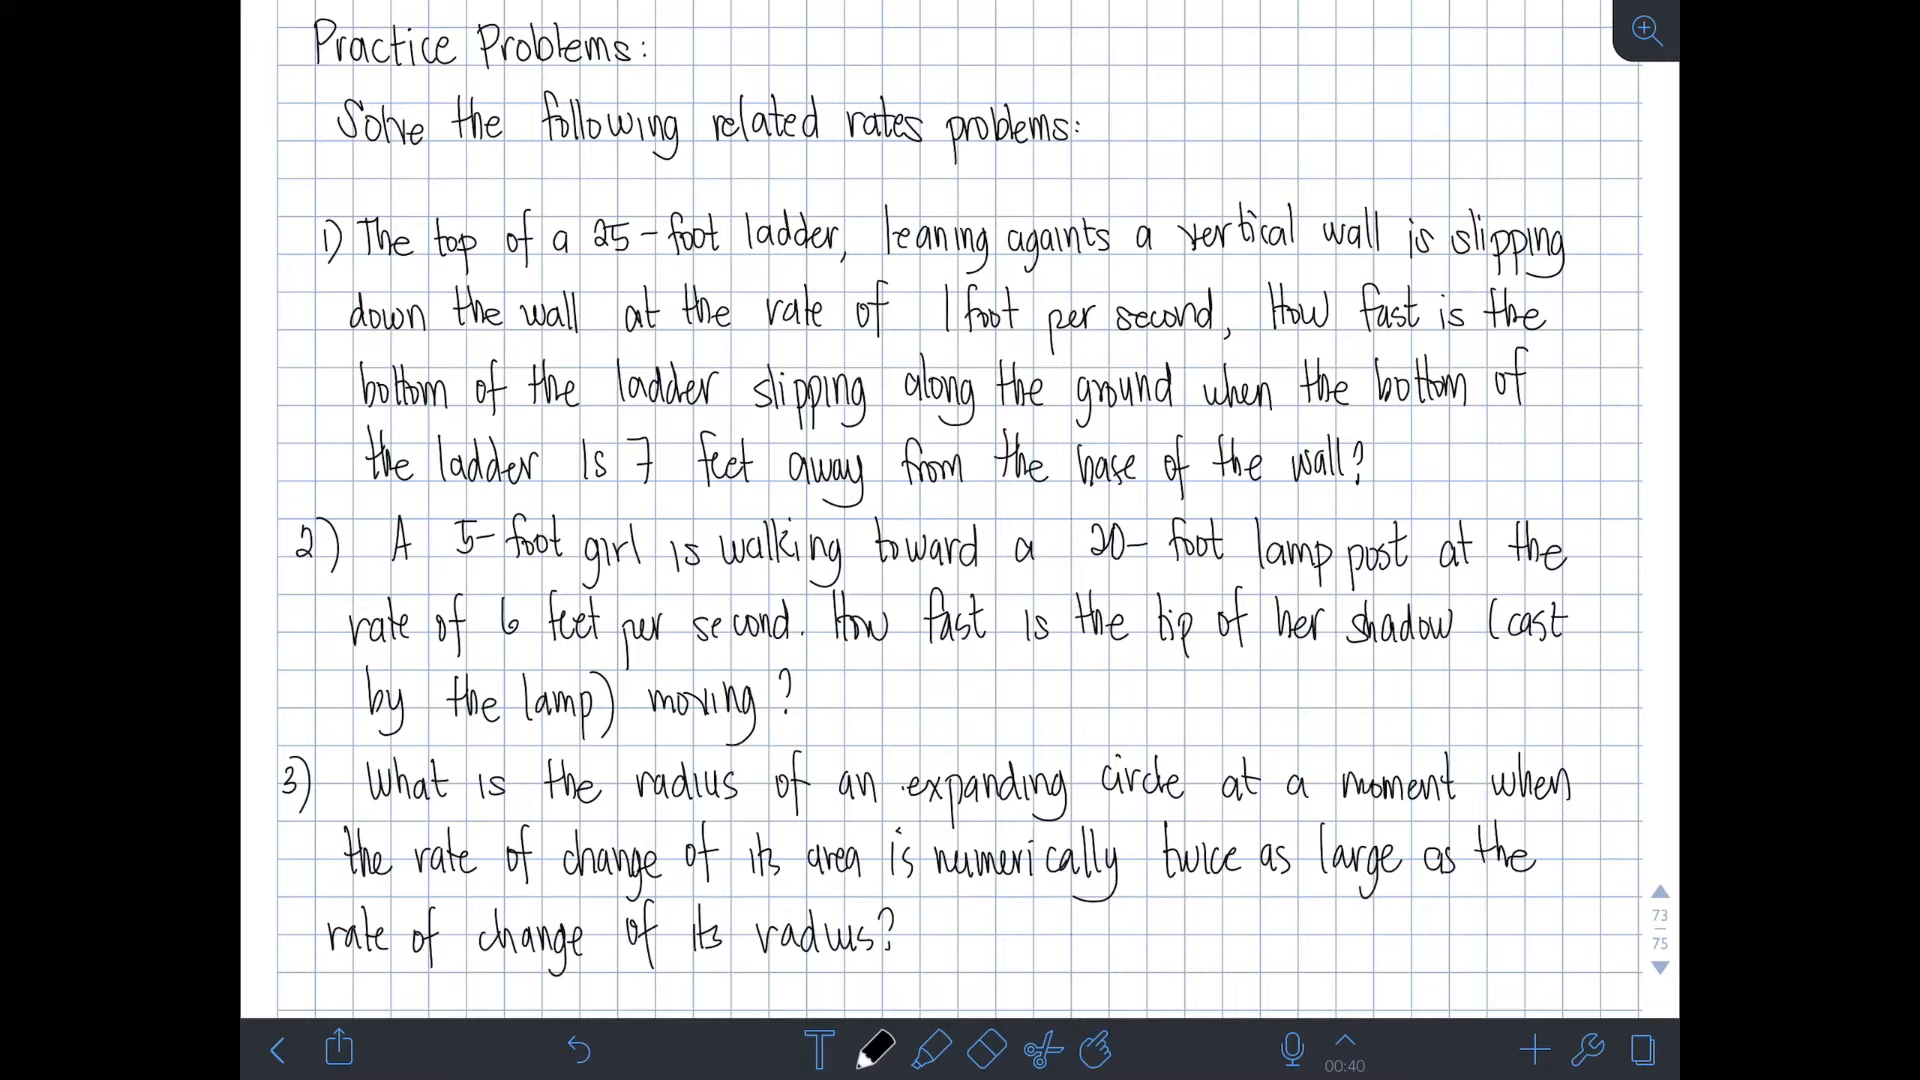 Practice Problems:
Solve the following related rates problems:
1) The top of a 25-foot ladder, leaning againts a vertical wall is slipping
down the wall at the rate of 1 foot per second, How fast is the
bottom of the ladder slipping along the ground when the bottom of
the ladder is 7 feet away from the base of the wall?
2) A 5-foot girl is walking toward a 20-foot lamp post at the
rate of 6 feet per second. How fast is the tip of her shadow (cast
by the lamp) moving?
3) What is the radius of an expanding circle at a moment when
the rate of change of its area is numerically twice as large as the
rate of change of its radius?
73
75
00:40